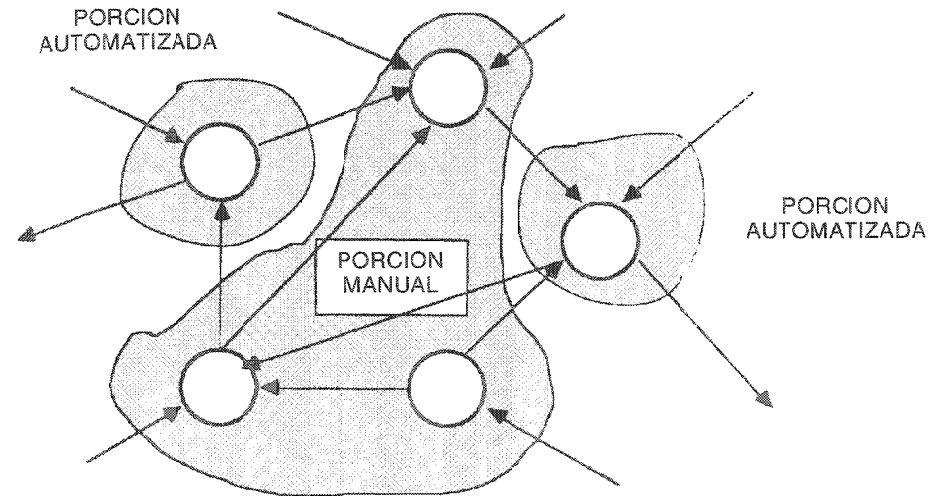 PORCION
AUTOMATIZADA
PORCION
AUTOMATIZADA
PORCION
MANUAL